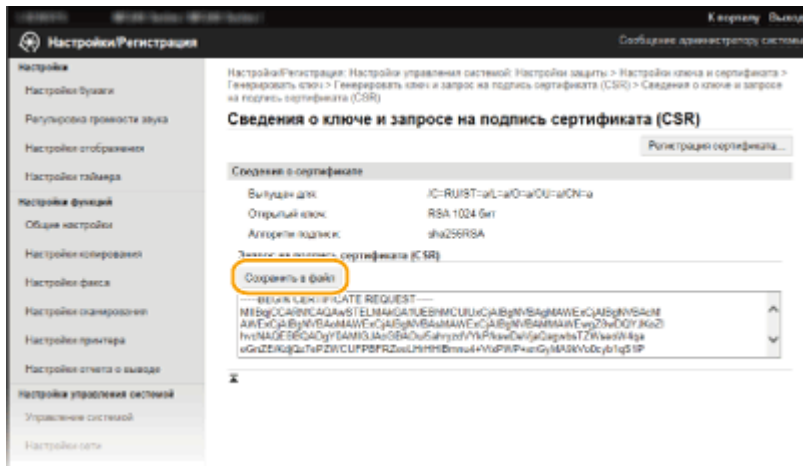 К порталу Выход
Настройки/Регистрация
Сообщение администратору системы
Настройки
Настройки бумаги
Регулировка громкости звука
Настройки отображения
Настройки таймера
Настройки функций
Общие настройки
Настройки копирования
Настройки факса
Настройки сканирования
Настройки принтера
Настройки отчета о выводе
Настройки управления системой
Управление системой
Настройки сети
Настройка/Регистрация: Настройки управления системой: Настройки защиты > Настройки ключа и сертификата >
Генерировать ключ > Генерировать ключ и запрос на подпись сертификата (CSR) > Сведения о ключе и запросе
на подпись сертификата (CSR)
Сведения о ключе и запросе на подпись сертификата (CSR)
Регистрация сертификата...
Сведения о сертификате
Выпущен для: /C=RU/ST=a/L=a/O=a/OU=a/CN=a
Открытый ключ: RSA 1024 бит
Алгоритм подписи: sha256RSA
Запрос на подпись сертификата (CSR)
Сохранить в файл
-----BEGIN CERTIFICATE REQUEST-----